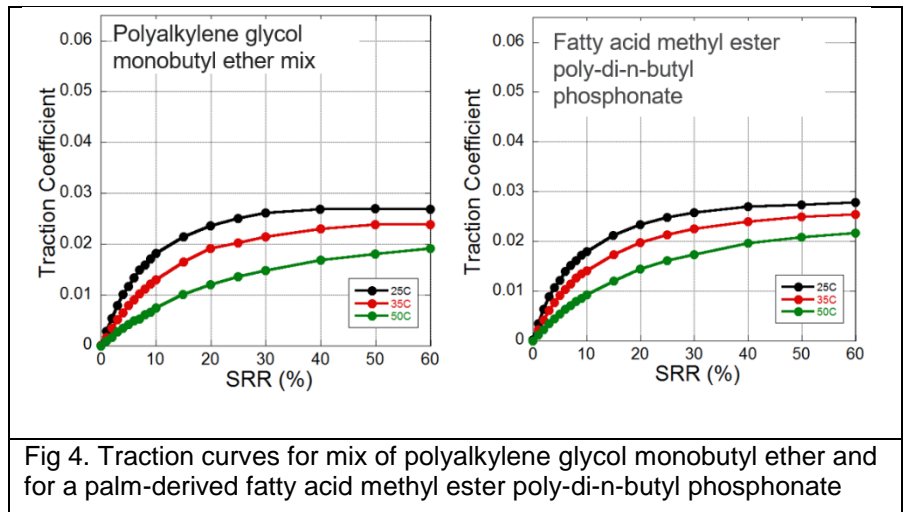 Polyalkylene glycol
monobutyl ether mix
Traction Coefficient
0.06
0.05
0.04
0.03
0.02
0.01
0
0 10 20 30 40 50 60
SRR (%)
25C
35C
50C
Fatty acid methyl ester
poly-di-n-butyl
phosphonate
Traction Coefficient
0.06
0.05
0.04
0.03
0.02
0.01
0
0 10 20 30 40 50 60
SRR (%)
25C
35C
50C
Fig 4. Traction curves for mix of polyalkylene glycol monobutyl ether and
for a palm-derived fatty acid methyl ester poly-di-n-butyl phosphonate